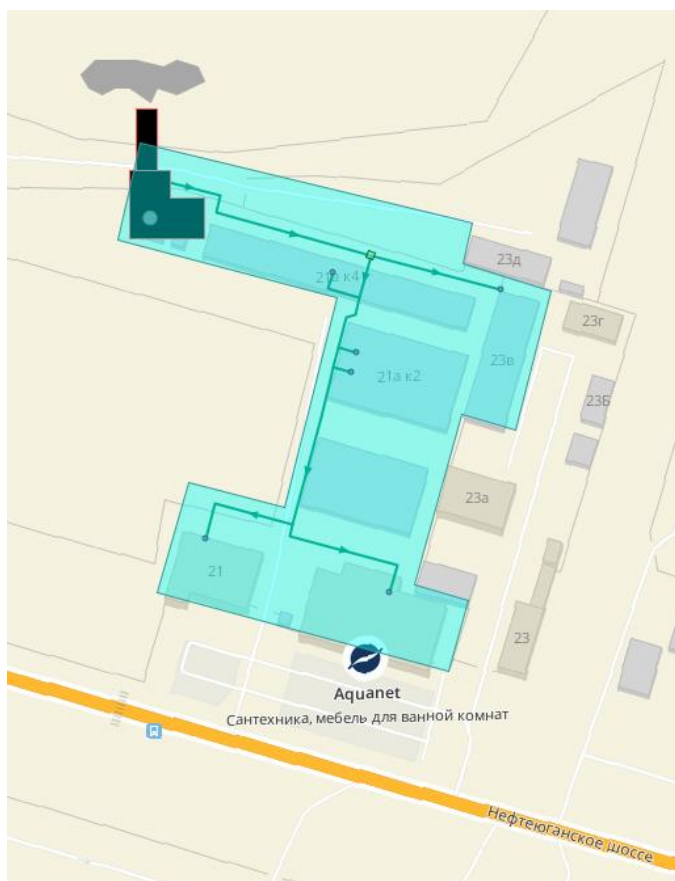 23д
21а к4
23г
23в
21а к2
23Б
23а
21
23
Aquanet
Сантехника, мебель для ванной комнат
Нефтеюганское шоссе